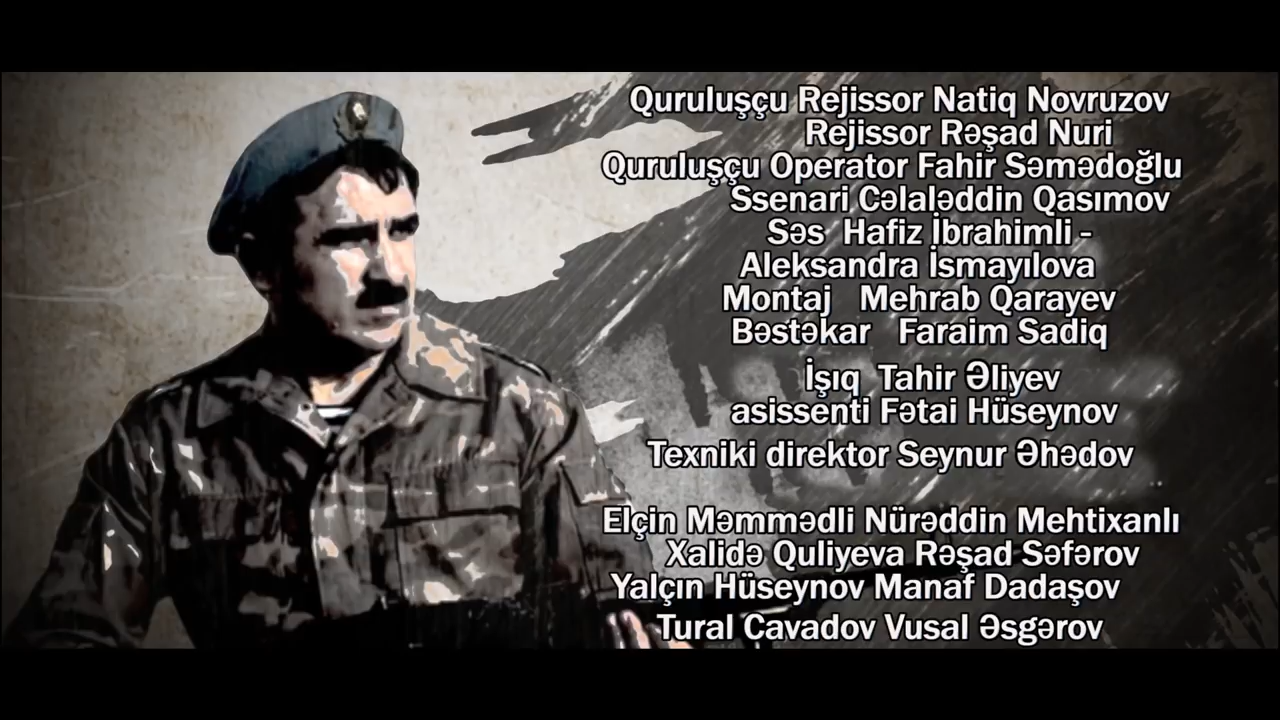 Quruluşçu Rejissor Natiq Novruzov
Rejissor Rəşad Nuri
Quruluşçu Operator Fahir Səmədoğlu
Ssenari Cəlaləddin Qasımov
Səs Hafiz İbrahimli -
Aleksandra İsmayılova
Montaj Mehrab Qarayev
Bəstəkar Faraim Sadiq
İşıq Tahir Əliyev
asissenti Fətai Hüseynov
Texniki direktor Seynur Əhədov
Elçin Məmmədli Nürəddin Mehtixanlı
Xalidə Quliyeva Rəşad Səfərov
Yalçın Hüseynov Manaf Dadaşov
Tural Cavadov Vusal Əsgərov